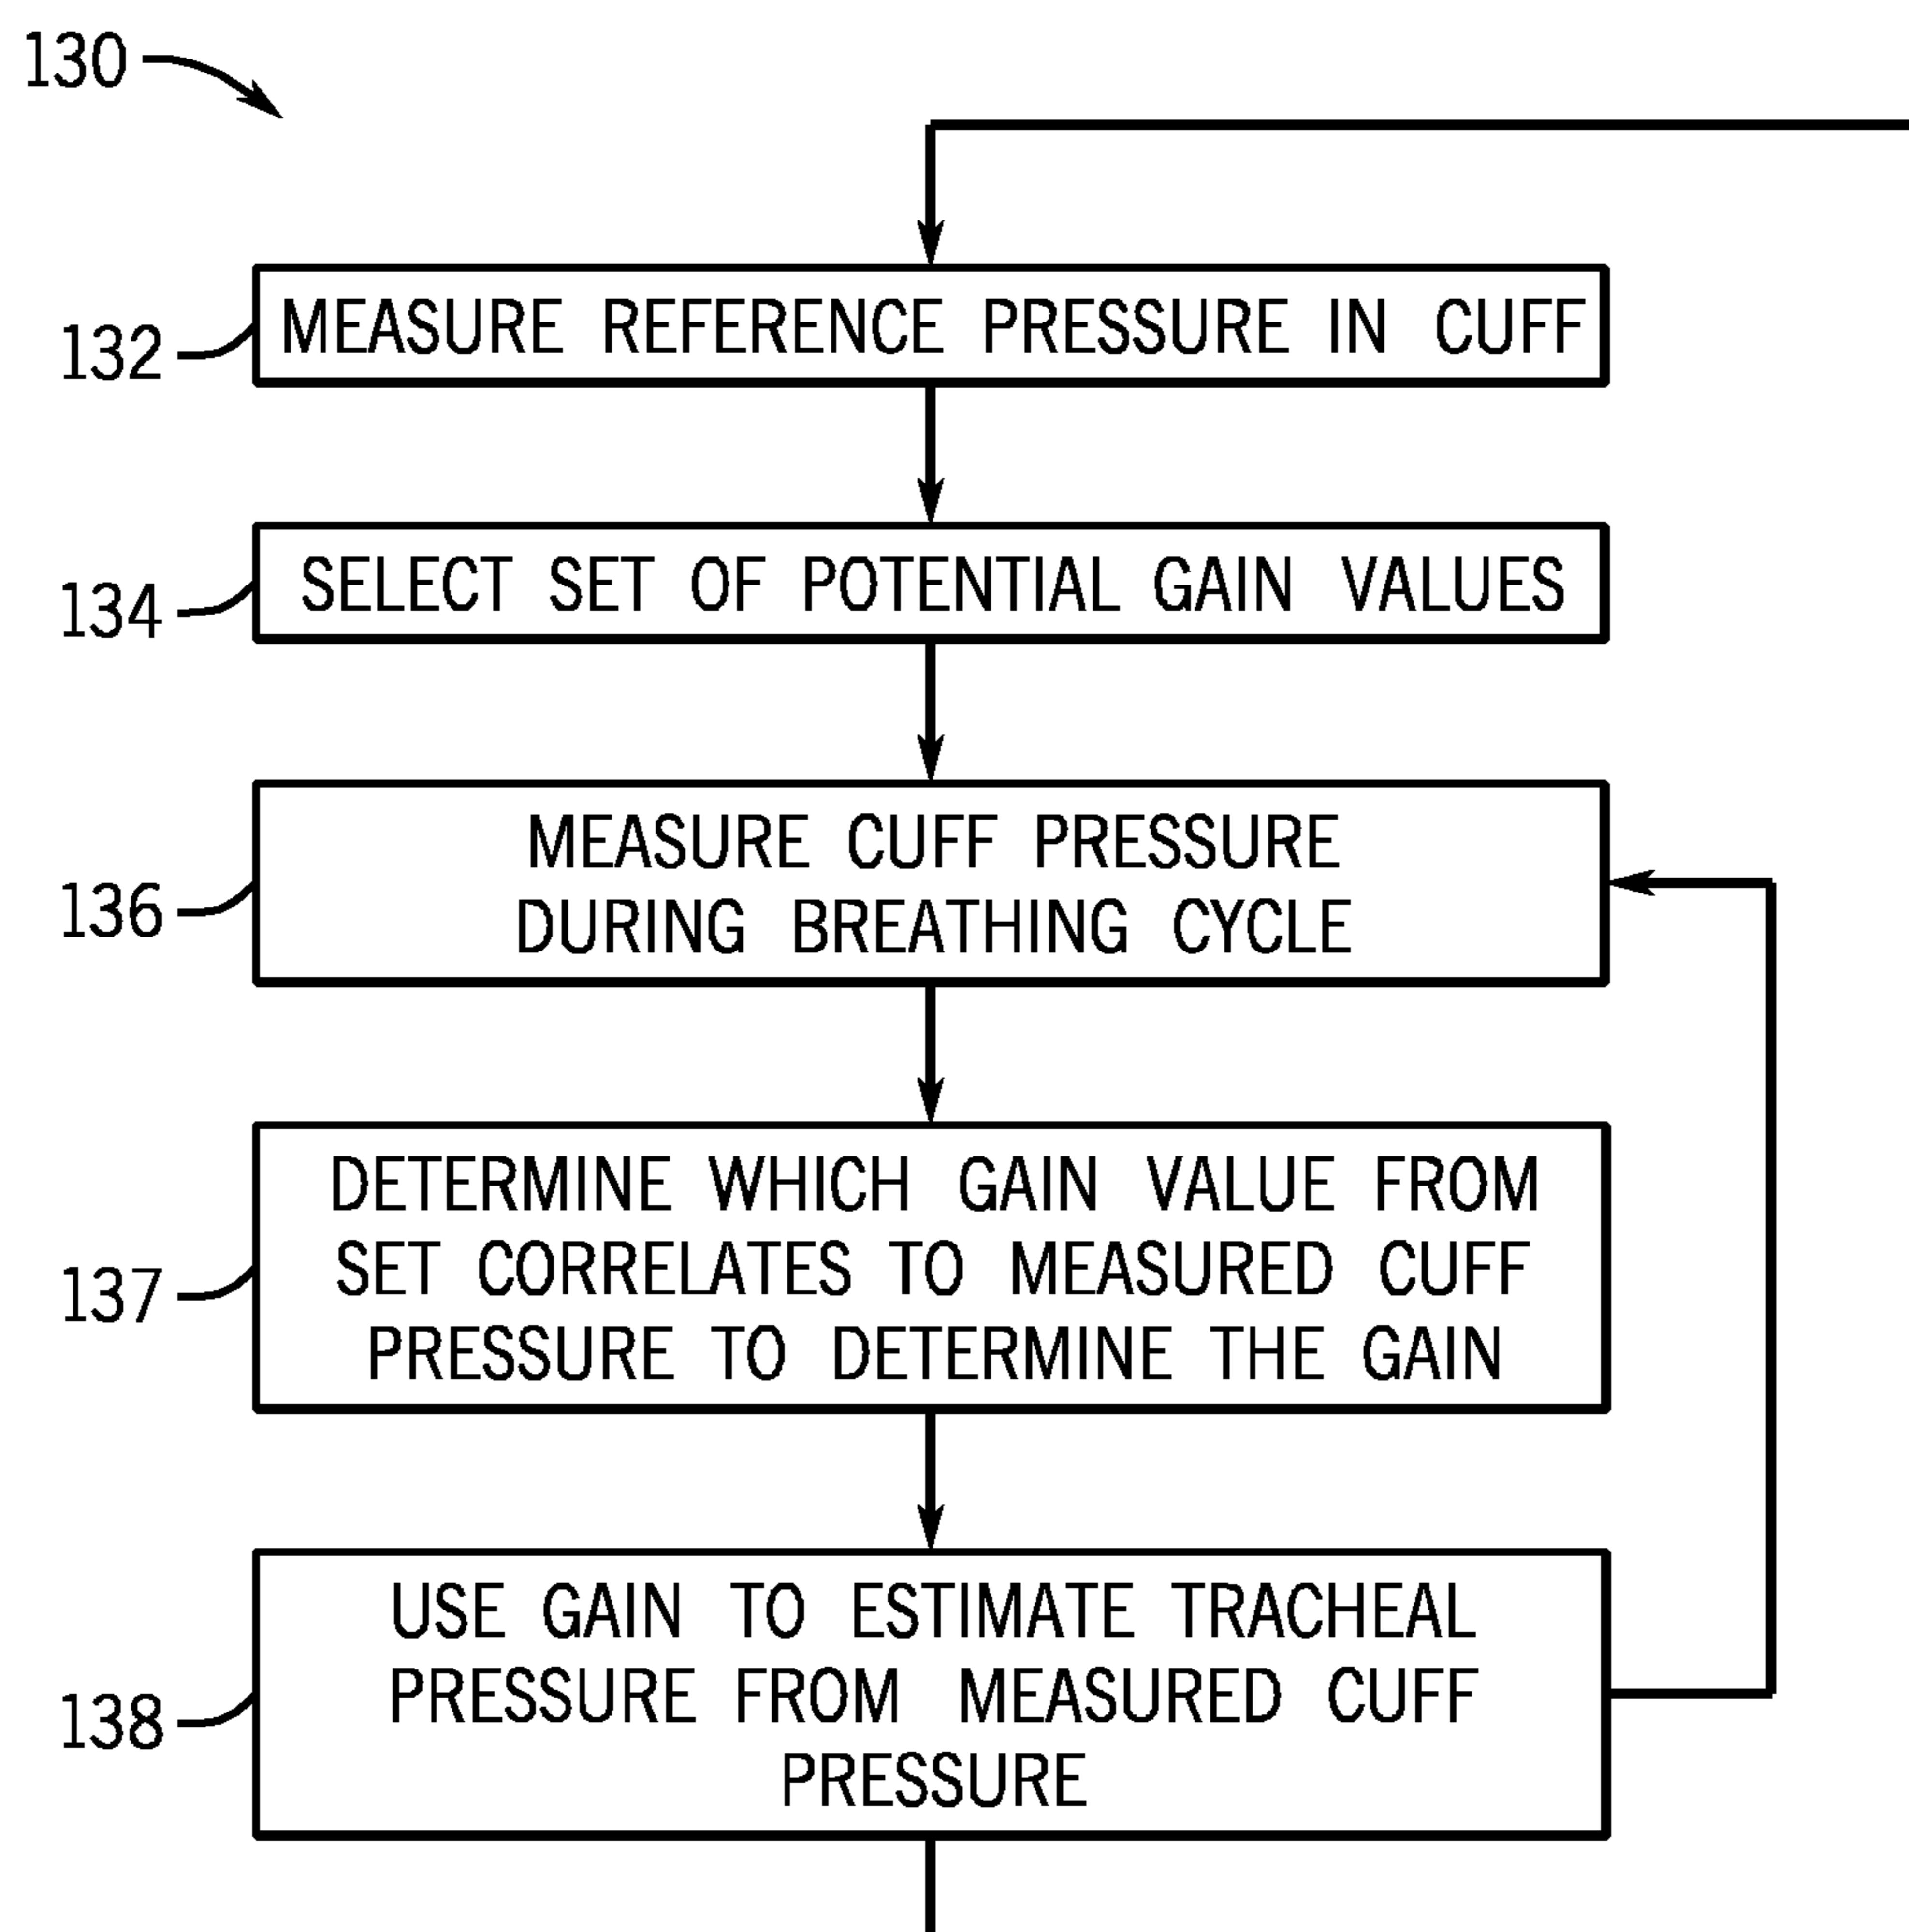 130
132
MEASURE REFERENCE PRESSURE IN CUFF
134
SELECT SET OF POTENTIAL GAIN VALUES
136
MEASURE CUFF PRESSURE
DURING BREATHING CYCLE
137
DETERMINE WHICH GAIN VALUE FROM
SET CORRELATES TO MEASURED CUFF
PRESSURE TO DETERMINE THE GAIN
138
USE GAIN TO ESTIMATE TRACHEAL
PRESSURE FROM MEASURED CUFF
PRESSURE